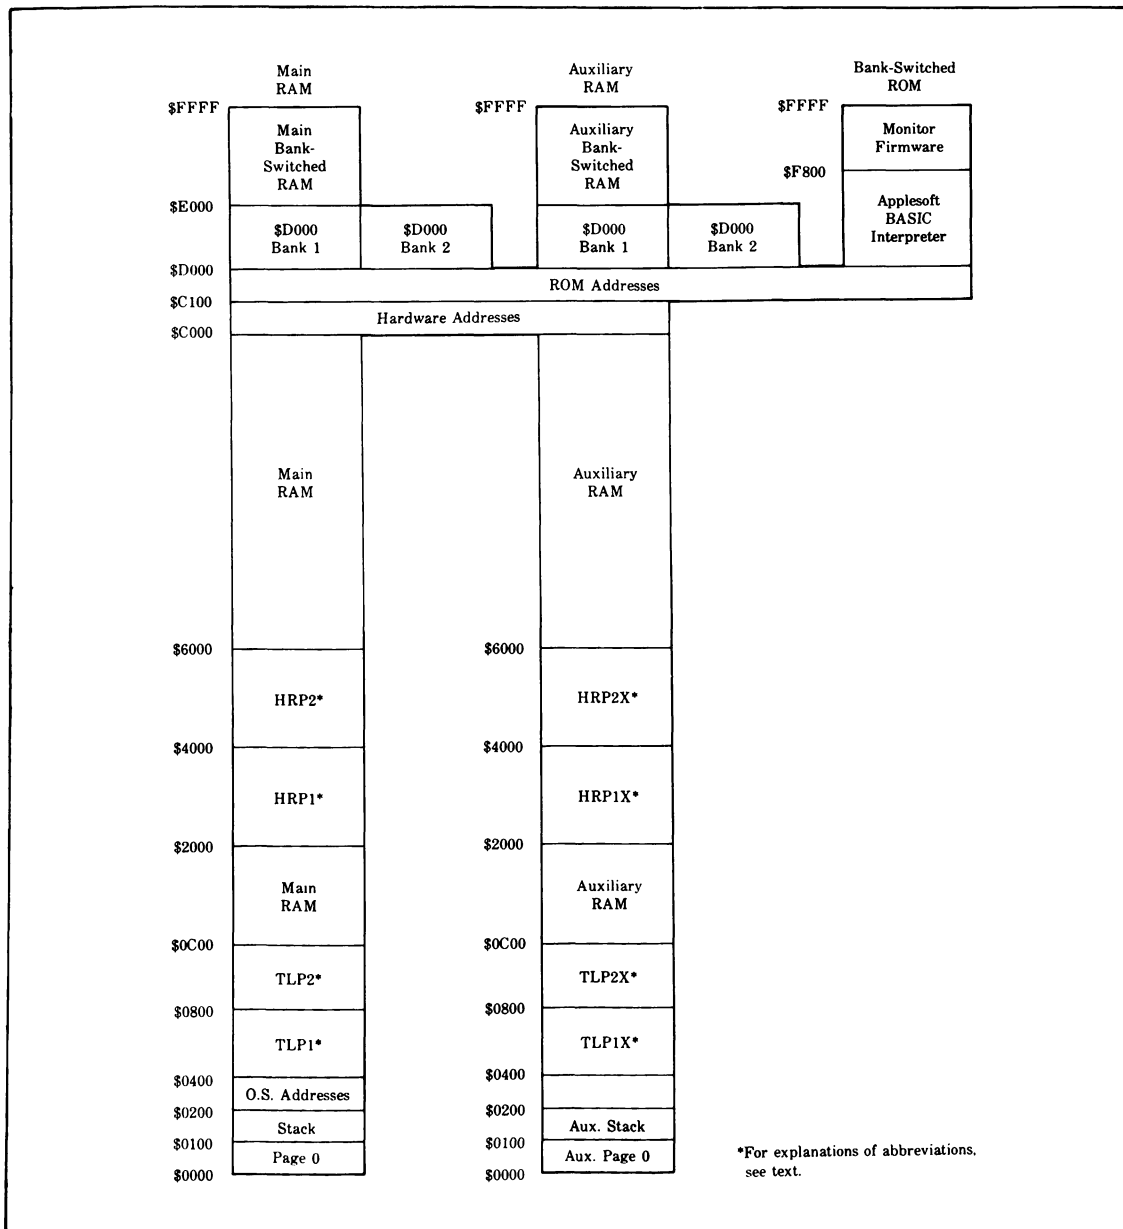 Main
RAM
Auxiliary
RAM
Bank-Switched
ROM
$FFFF
$FFFF
$FFFF
Main
Bank-
Switched
RAM
Auxiliary
Bank-
Switched
RAM
Monitor
Firmware
$F800
$E000
Applesoft
BASIC
Interpreter
$D000
Bank 1
$D000
Bank 2
$D000
Bank 1
$D000
Bank 2
$D000
ROM Addresses
$C100
Hardware Addresses
$C000
Main
RAM
Auxiliary
RAM
$6000
$6000
HRP2*
HRP2X*
$4000
$4000
HRP1*
HRP1X*
$2000
$2000
Main
RAM
Auxiliary
RAM
$0C00
$0C00
TLP2*
TLP2X*
$0800
$0800
TLP1*
TLP1X*
$0400
$0400
O.S. Addresses
$0200
$0200
Stack
Aux. Stack
$0100
$0100
Page 0
Aux. Page 0
$0000
$0000
*For explanations of abbreviations,
see text.